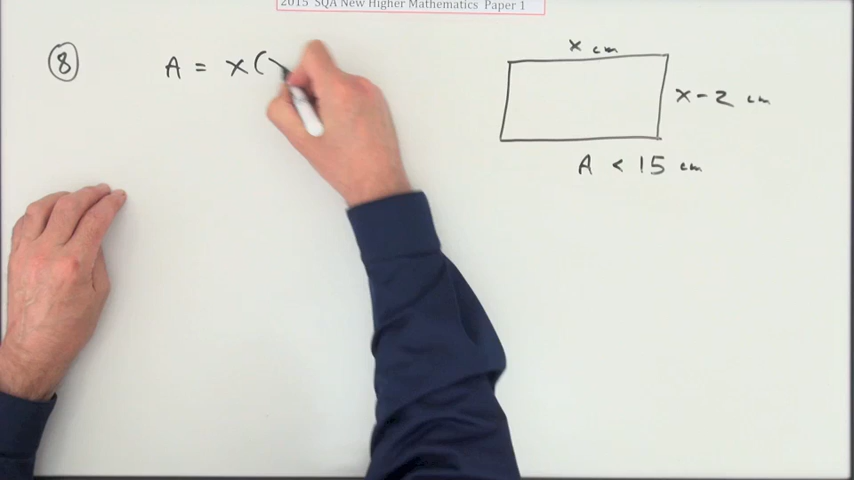 2015 SQA New Higher Mathematics Paper 1
8
A = x(
x cm
x - 2 cm
A < 15 cm